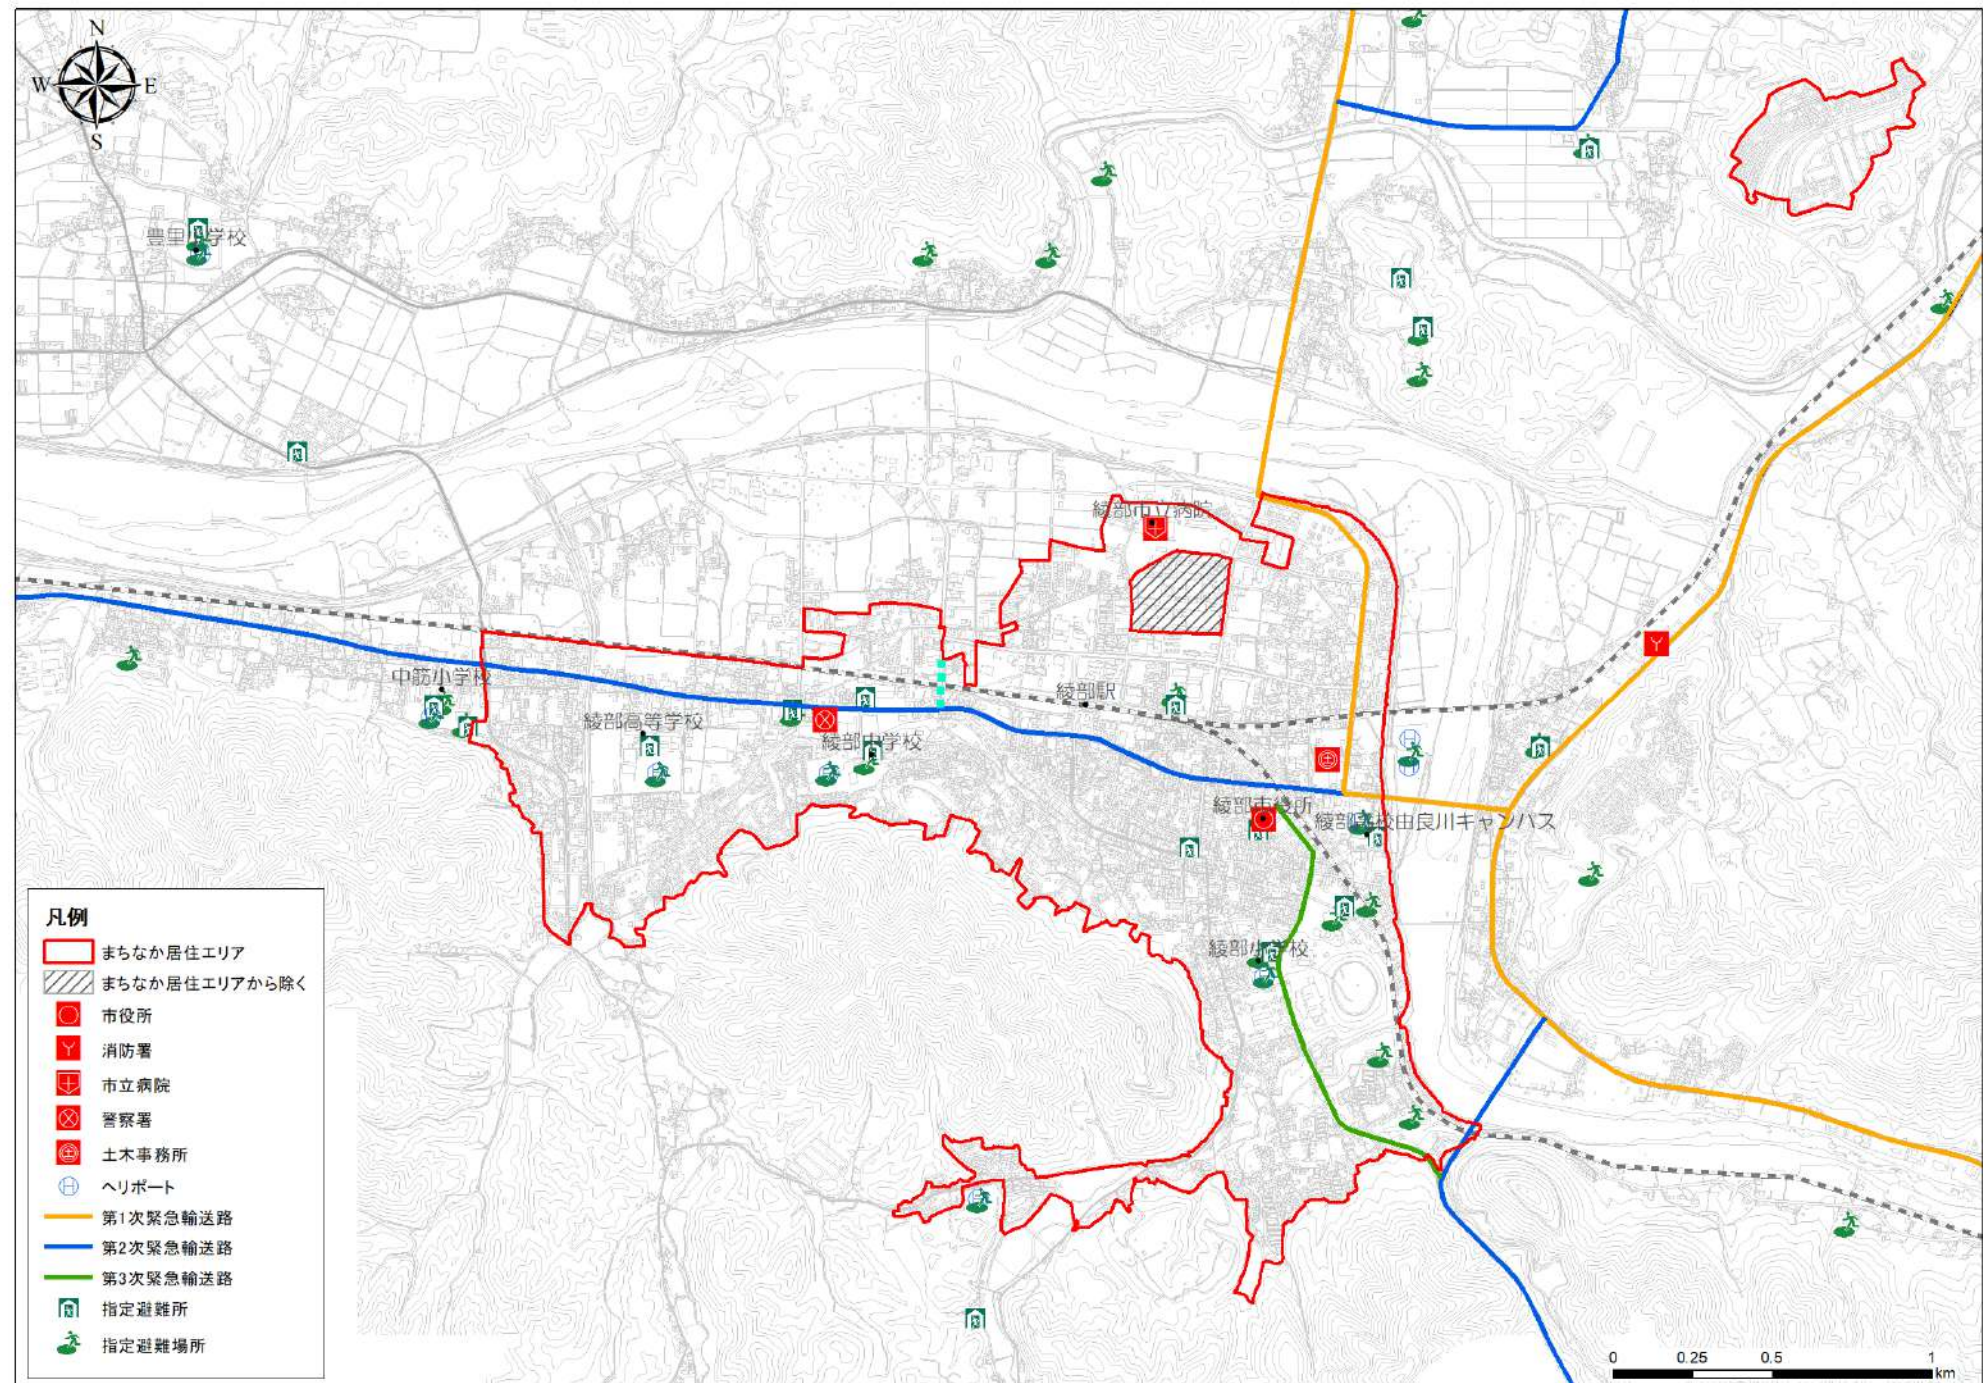 N
W E
S
豊里小学校
綾部市立病院
中筋小学校
綾部駅
綾部高等学校
綾部中学校
綾部市役所
綾部高校由良川キャンパス
綾部小学校
凡例
まちなか居住エリア
まちなか居住エリアから除く
市役所
消防署
市立病院
警察署
土木事務所
ヘリポート
第1次緊急輸送路
第2次緊急輸送路
第3次緊急輸送路
指定避難所
指定避難場所
0 0.25 0.5 1
km